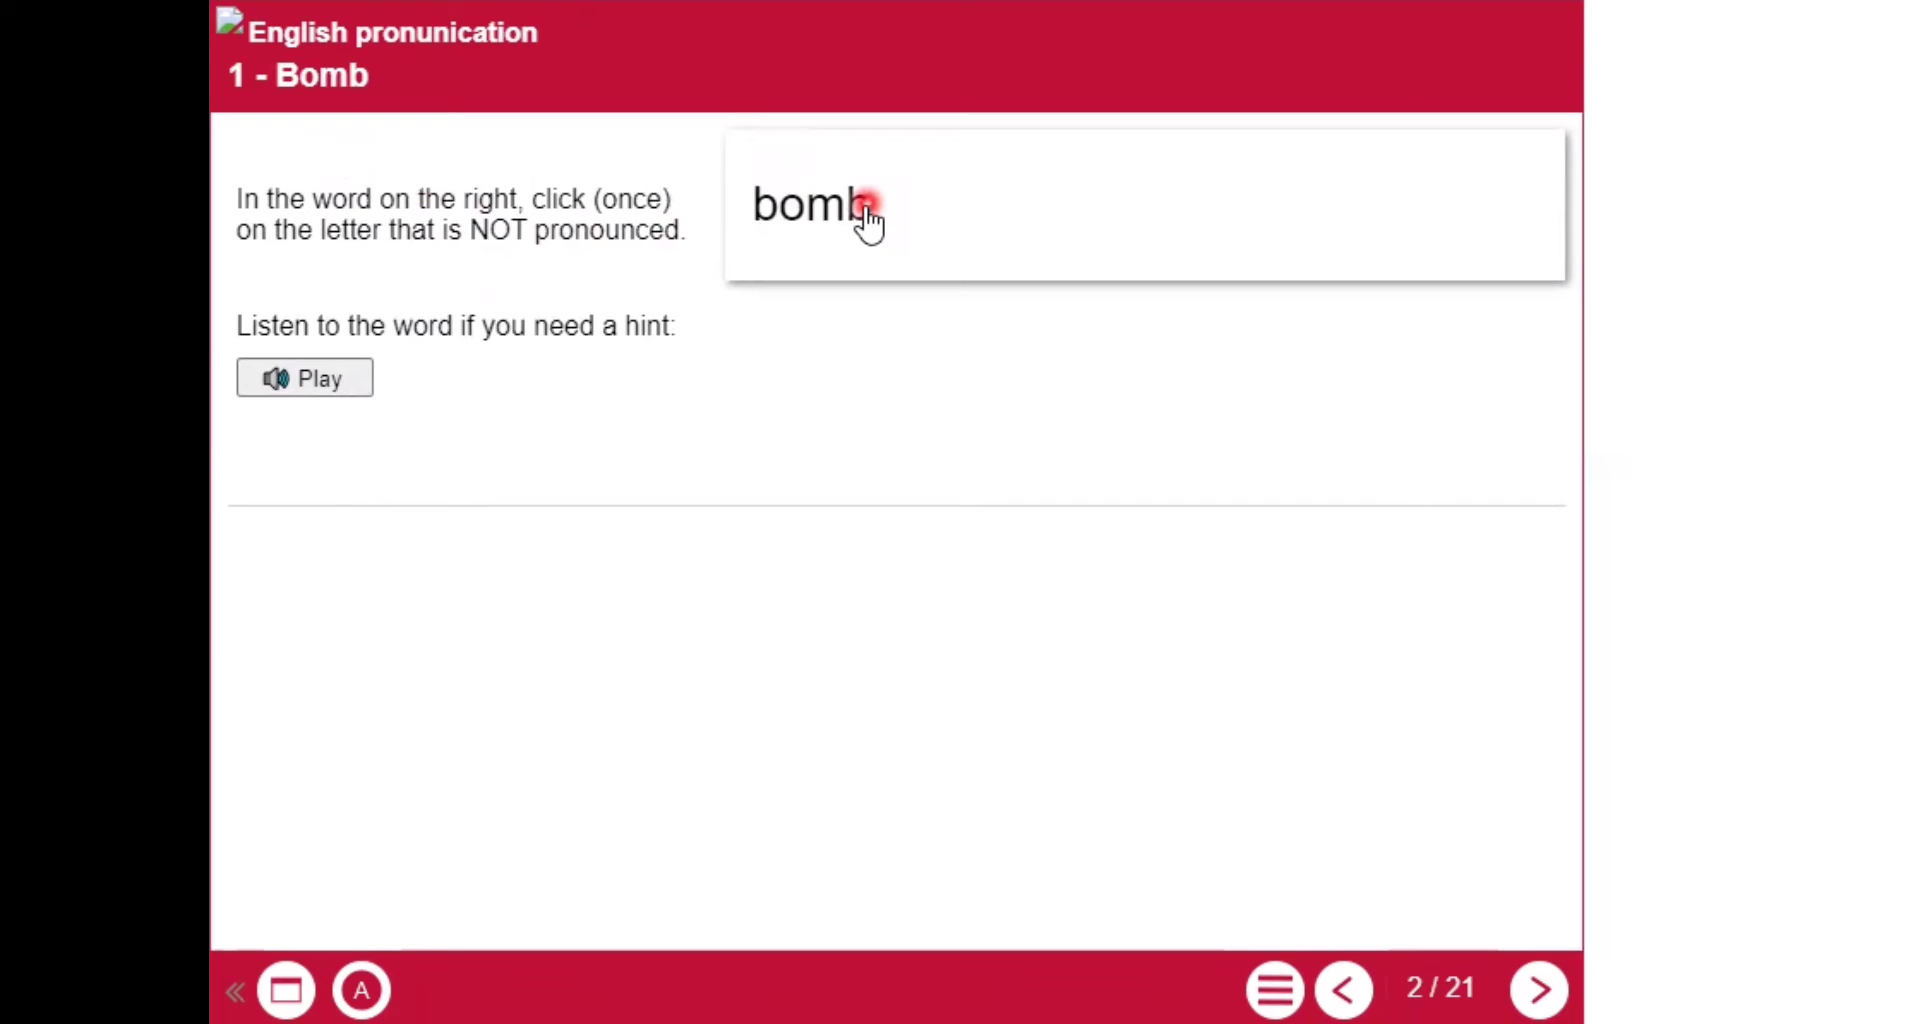 English pronunication
1 - Bomb
In the word on the right, click (once)
on the letter that is NOT pronounced.
bomb
Listen to the word if you need a hint:
Play
A
2 / 21